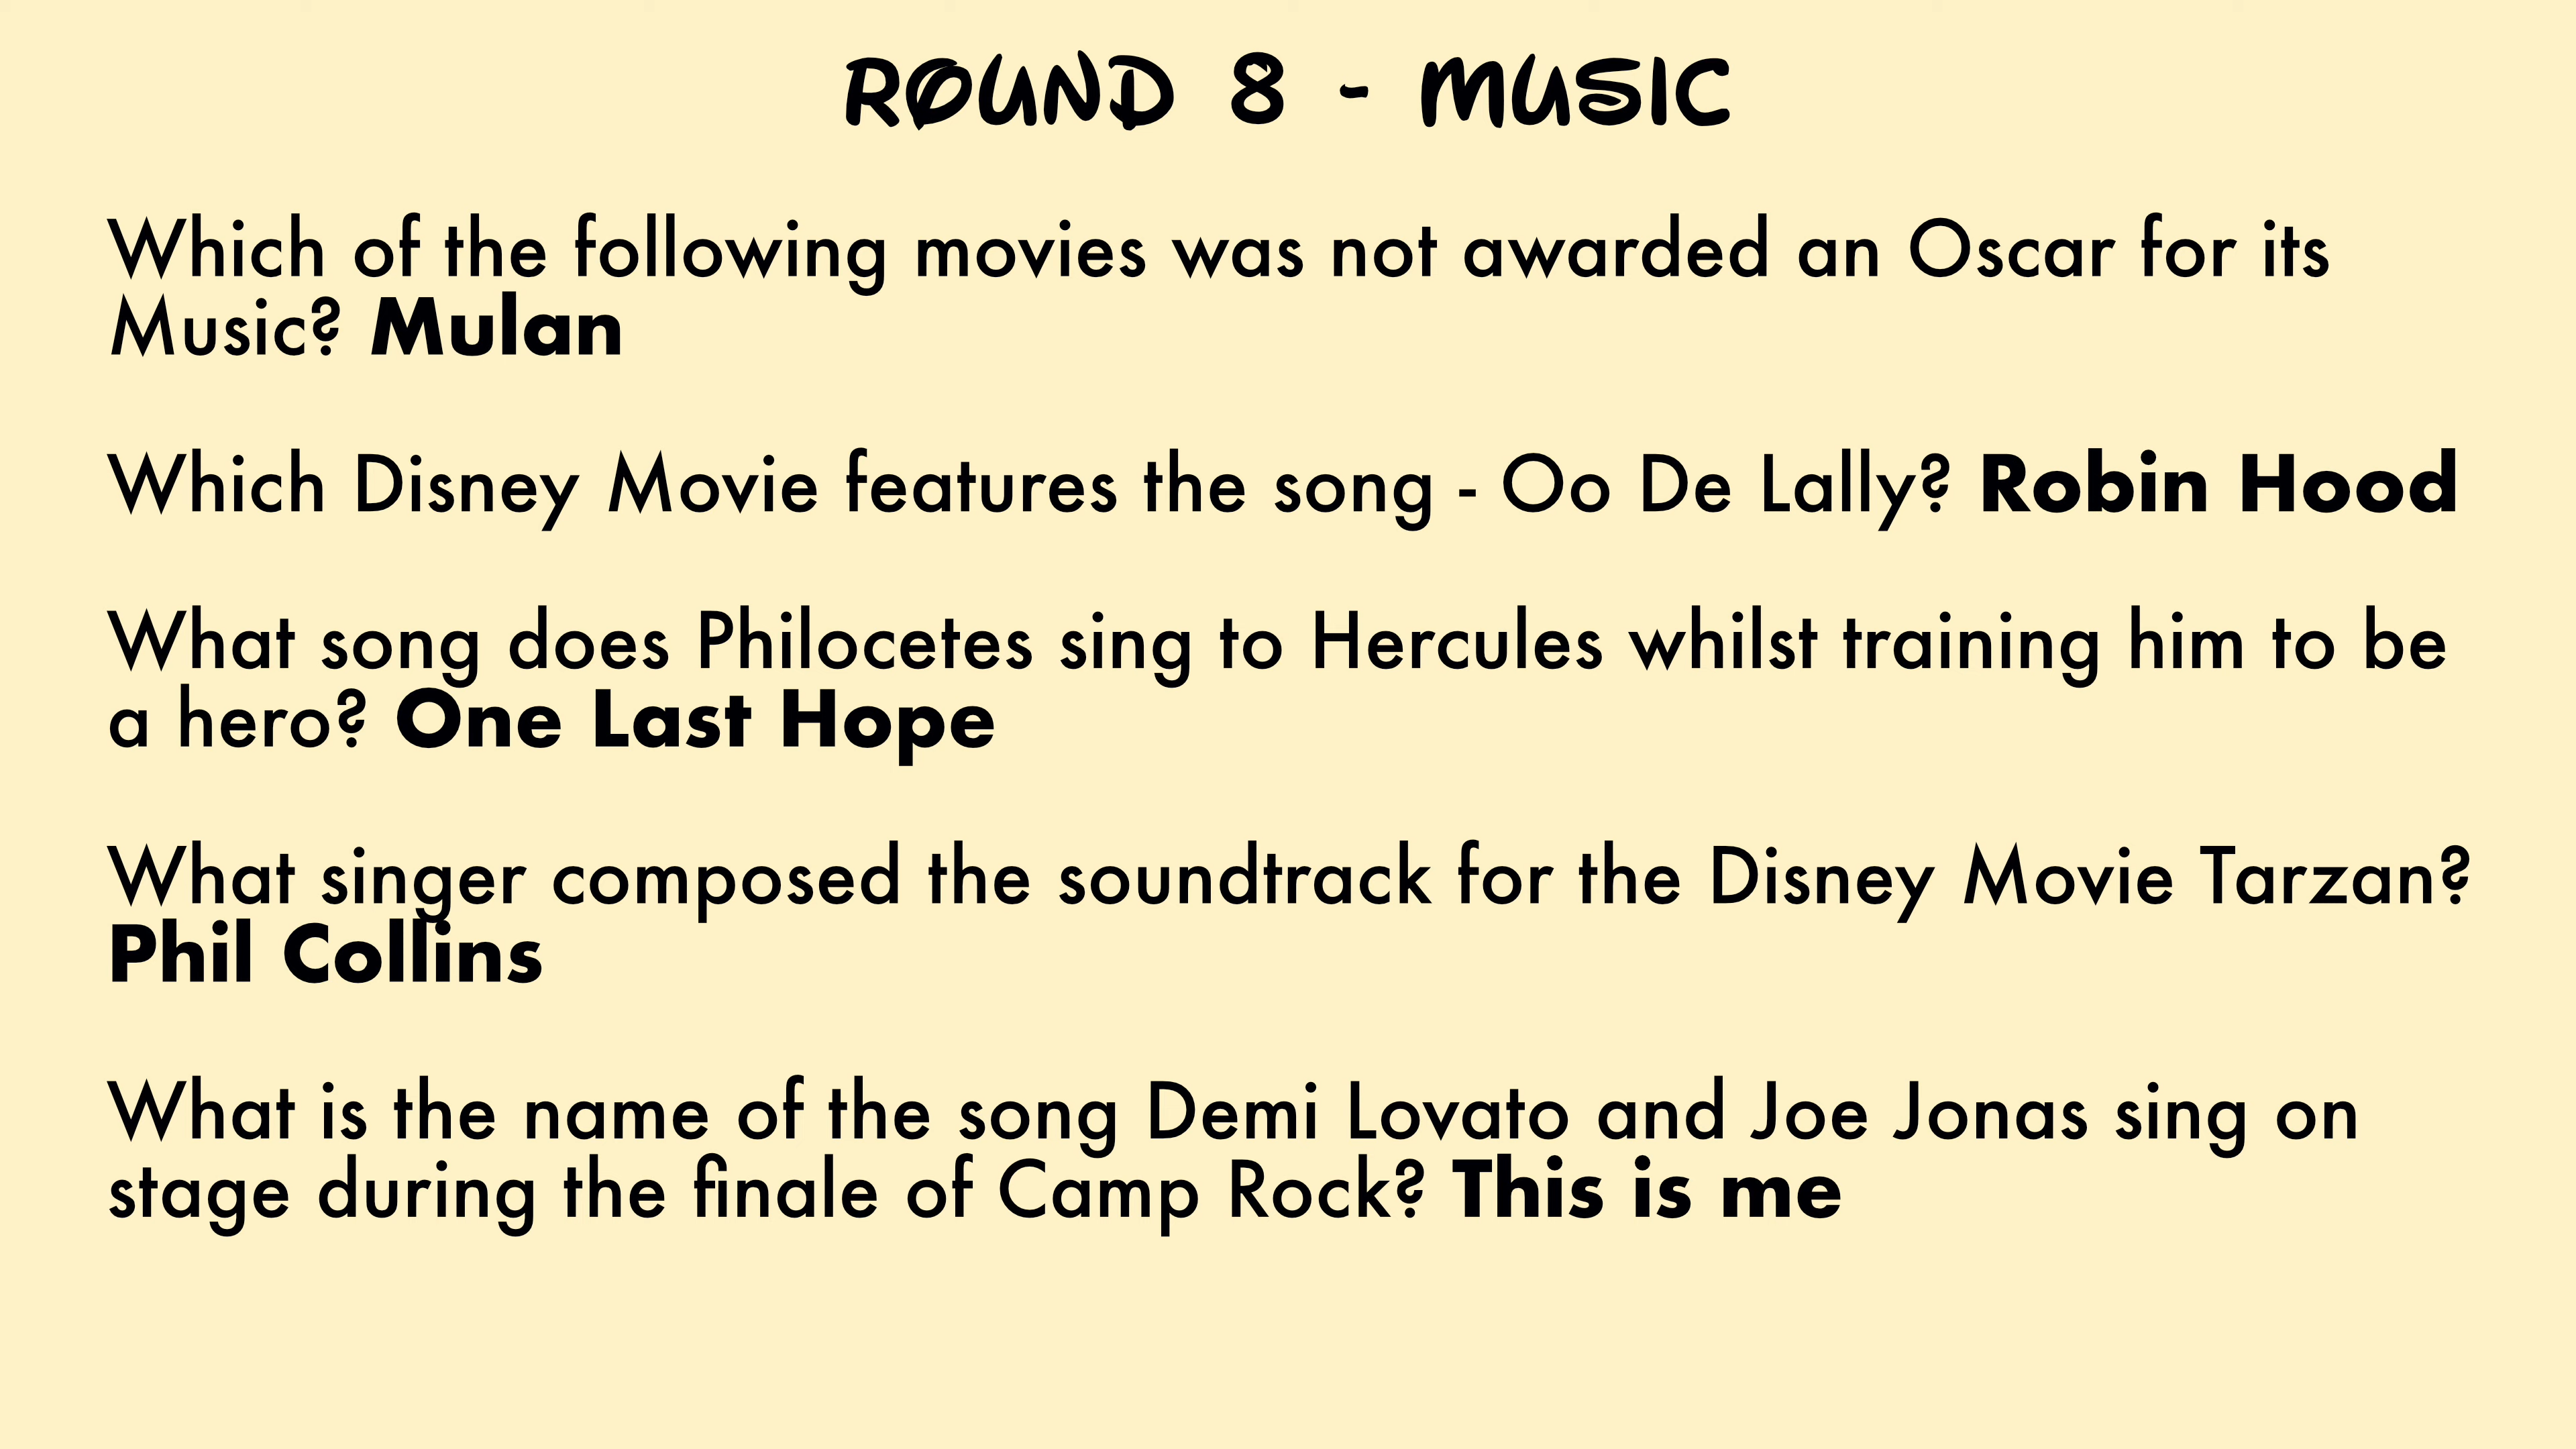 ROUND 8 - MUSIC
Which of the following movies was not awarded an Oscar for its
Music? Mulan
Which Disney Movie features the song - Oo De Lally? Robin Hood
What song does Philocetes sing to Hercules whilst training him to be
a hero? One Last Hope
What singer composed the soundtrack for the Disney Movie Tarzan?
Phil Collins
What is the name of the song Demi Lovato and Joe Jonas sing on
stage during the finale of Camp Rock? This is me